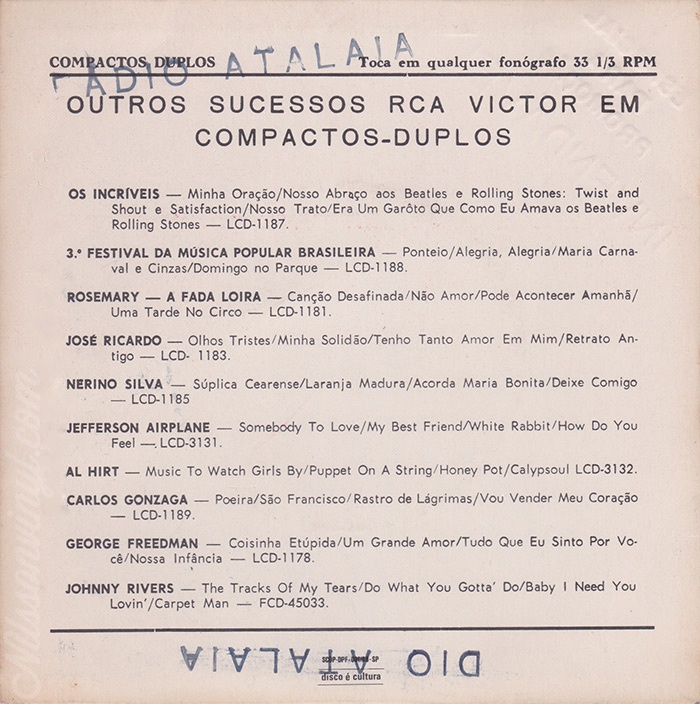 COMPACTOS DUPLOS Toca em qualquer fonógrafo 33 1/3 RPM
RÁDIO ATALAIA
OUTROS SUCESSOS RCA VICTOR EM
COMPACTOS-DUPLOS
OS INCRÍVEIS — Minha Oração/Nosso Abraço aos Beatles e Rolling Stones: Twist and
Shout e Satisfação/Nosso Trato/Era Um Garôto Que Como Eu Amava os Beatles e
Rolling Stones — LCD-1187.
3.º FESTIVAL DA MÚSICA POPULAR BRASILEIRA — Ponteio/Alegria, Alegria/Maria Carna-
val e Cinzas/Domingo no Parque — LCD-1188.
ROSEMARY — A FADA LOIRA — Canção Desafinada/Não Amor/Pode Acontecer Amanhã/
Uma Tarde No Circo — LCD-1181.
JOSÉ RICARDO — Olhos Tristes/Minha Solidão/Tenho Tanto Amor Em Mim/Retrato An-
tigo — LCD- 1183.
NERINO SILVA — Súplica Cearense/Laranja Madura/Acorda Maria Bonita/Deixe Comigo
— LCD-1185
JEFFERSON AIRPLANE — Somebody To Love/My Best Friend/White Rabbit/How Do You
Feel — LCD-3131.
AL HIRT — Music To Watch Girls By/Puppet On A String/Honey Pot/Calypsoul LCD-3132.
CARLOS GONZAGA — Poeira/São Francisco/Rastro de Lágrimas/Vou Vender Meu Coração
— LCD-1189.
GEORGE FREEDMAN — Coisinha Etúpida/Um Grande Amor/Tudo Que Eu Sinto Por Vo-
cê/Nossa Infância — LCD-1178.
JOHNNY RIVERS — The Tracks Of My Tears/Do What You Gotta' Do/Baby I Need You
Lovin'/Carpet Man — FCD-45033.
DIO ATALAIA
disco é cultura